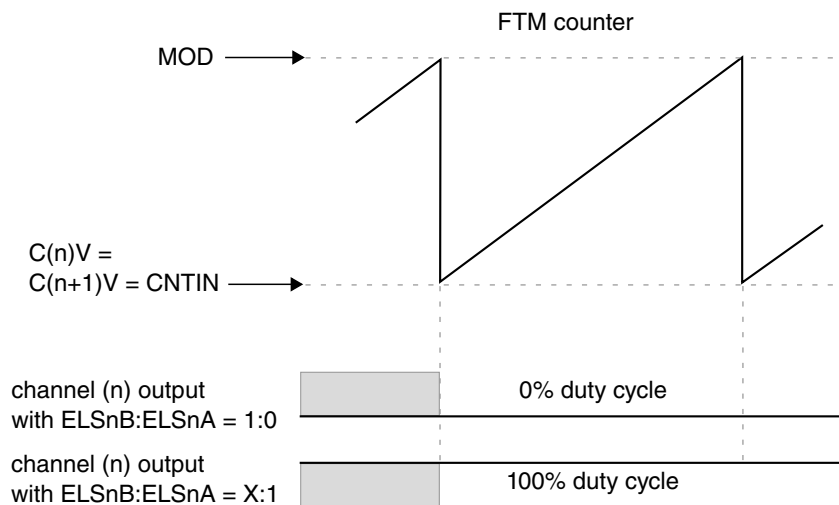 FTM counter
MOD
C(n)V =
C(n+1)V = CNTIN
channel (n) output
with ELSnB:ELSnA = 1:0
0% duty cycle
channel (n) output
with ELSnB:ELSnA = X:1
100% duty cycle